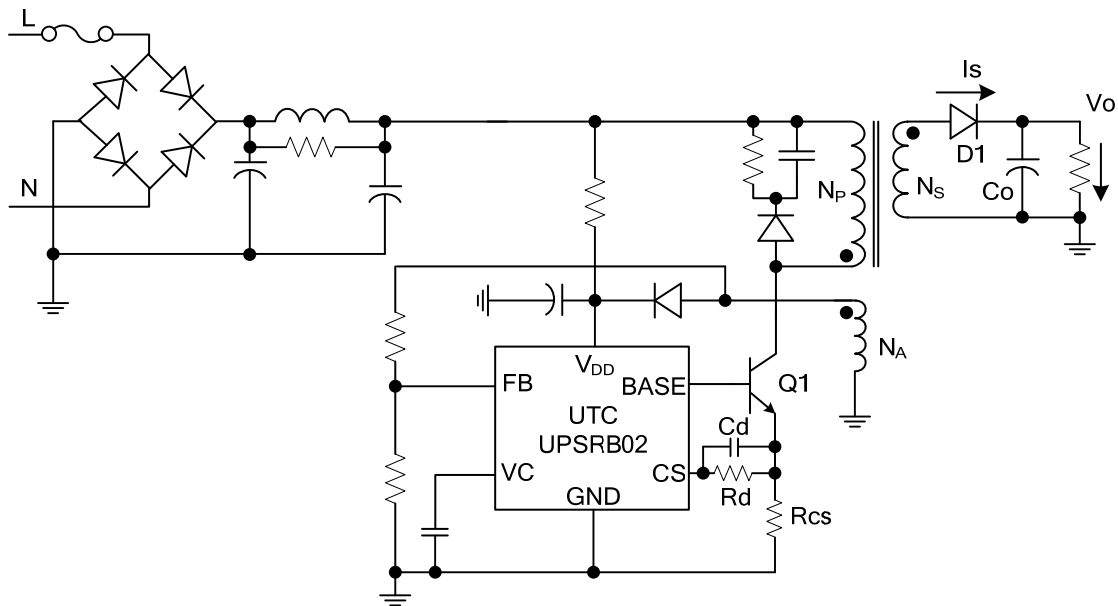 L
Is
Vo
D1
N
NP
NS
Co
NA
VDD
FB
BASE
Q1
UTC
UPSRB02
Cd
VC
CS
Rd
GND
Rcs